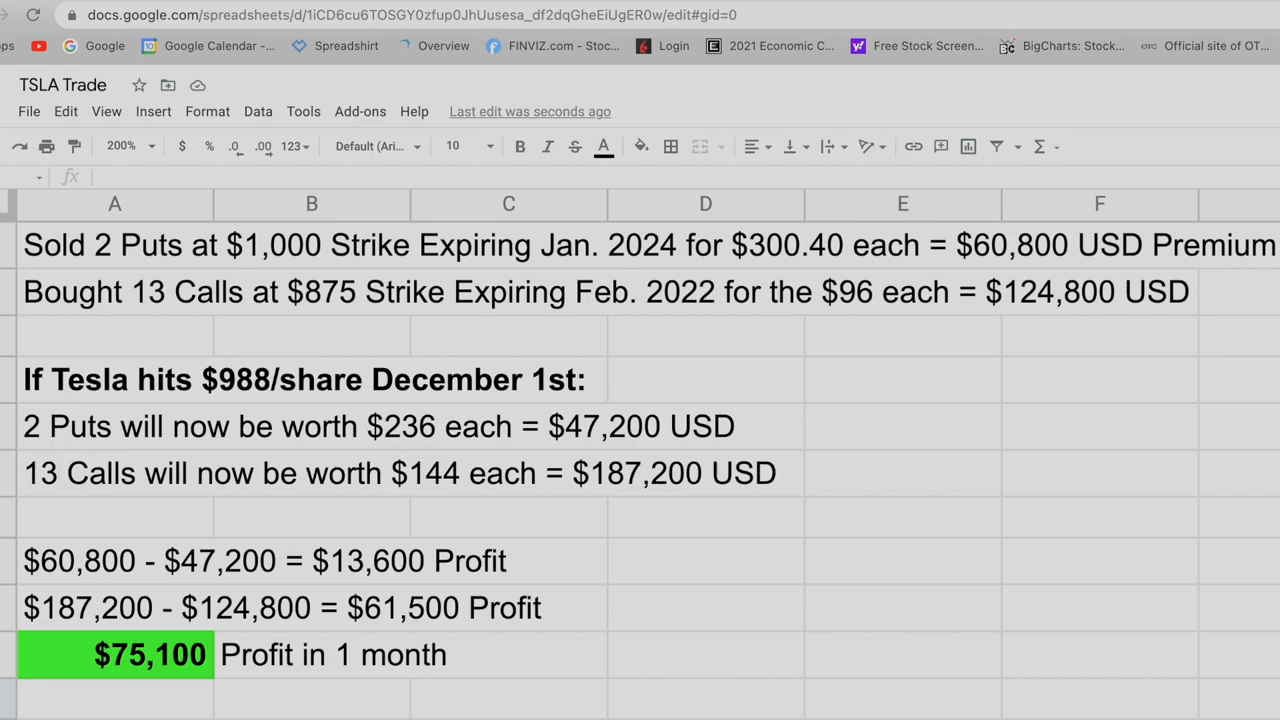 docs.google.com/spreadsheets/d/1iCD6cu6TOSGY0zfup0JhUusesa_df2dqGheEiUgER0w/edit#gid=0
ops Google Google Calendar -... Spreadshirt Overview FINVIZ.com - Stoc... Login 2021 Economic C... Free Stock Screen... BigCharts: Stock... Official site of OT...
TSLA Trade
File Edit View Insert Format Data Tools Add-ons Help Last edit was seconds ago
200% $ % .0 .00 123 Default (Ari... 10 B I S A
fx
A B C D E F
Sold 2 Puts at $1,000 Strike Expiring Jan. 2024 for $300.40 each = $60,800 USD Premium
Bought 13 Calls at $875 Strike Expiring Feb. 2022 for the $96 each = $124,800 USD
If Tesla hits $988/share December 1st:
2 Puts will now be worth $236 each = $47,200 USD
13 Calls will now be worth $144 each = $187,200 USD
$60,800 - $47,200 = $13,600 Profit
$187,200 - $124,800 = $61,500 Profit
$75,100 Profit in 1 month